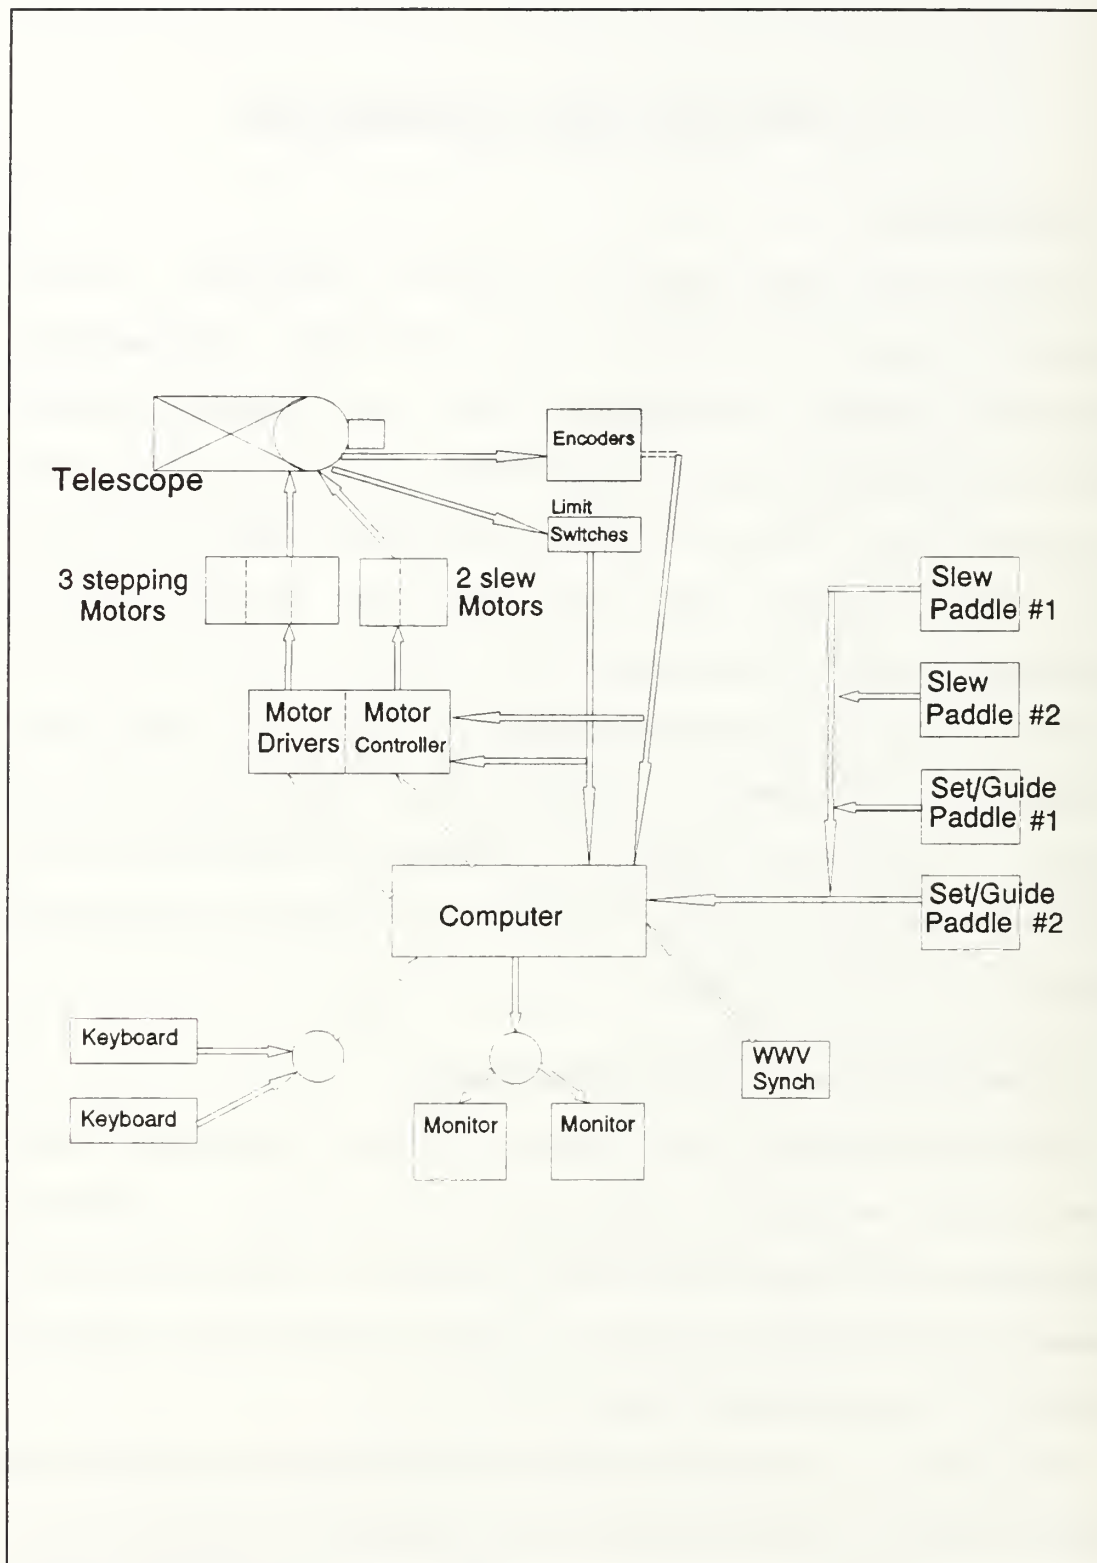 Telescope
Encoders
Limit
Switches
3 stepping
Motors
2 slew
Motors
Slew
Paddle #1
Slew
Paddle #2
Motor
Drivers
Motor
Controller
Set/Guide
Paddle #1
Set/Guide
Paddle #2
Computer
Keyboard
Keyboard
Monitor
Monitor
WWV
Synch